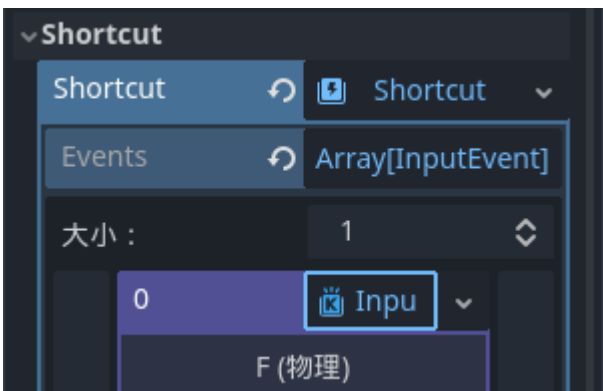 Shortcut
Shortcut Shortcut
Events Array[InputEvent]
大小： 1
0 Inpu
F (物理)